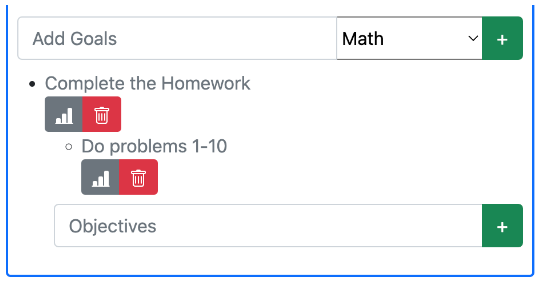 Add Goals Math +
Complete the Homework
Do problems 1-10
Objectives +